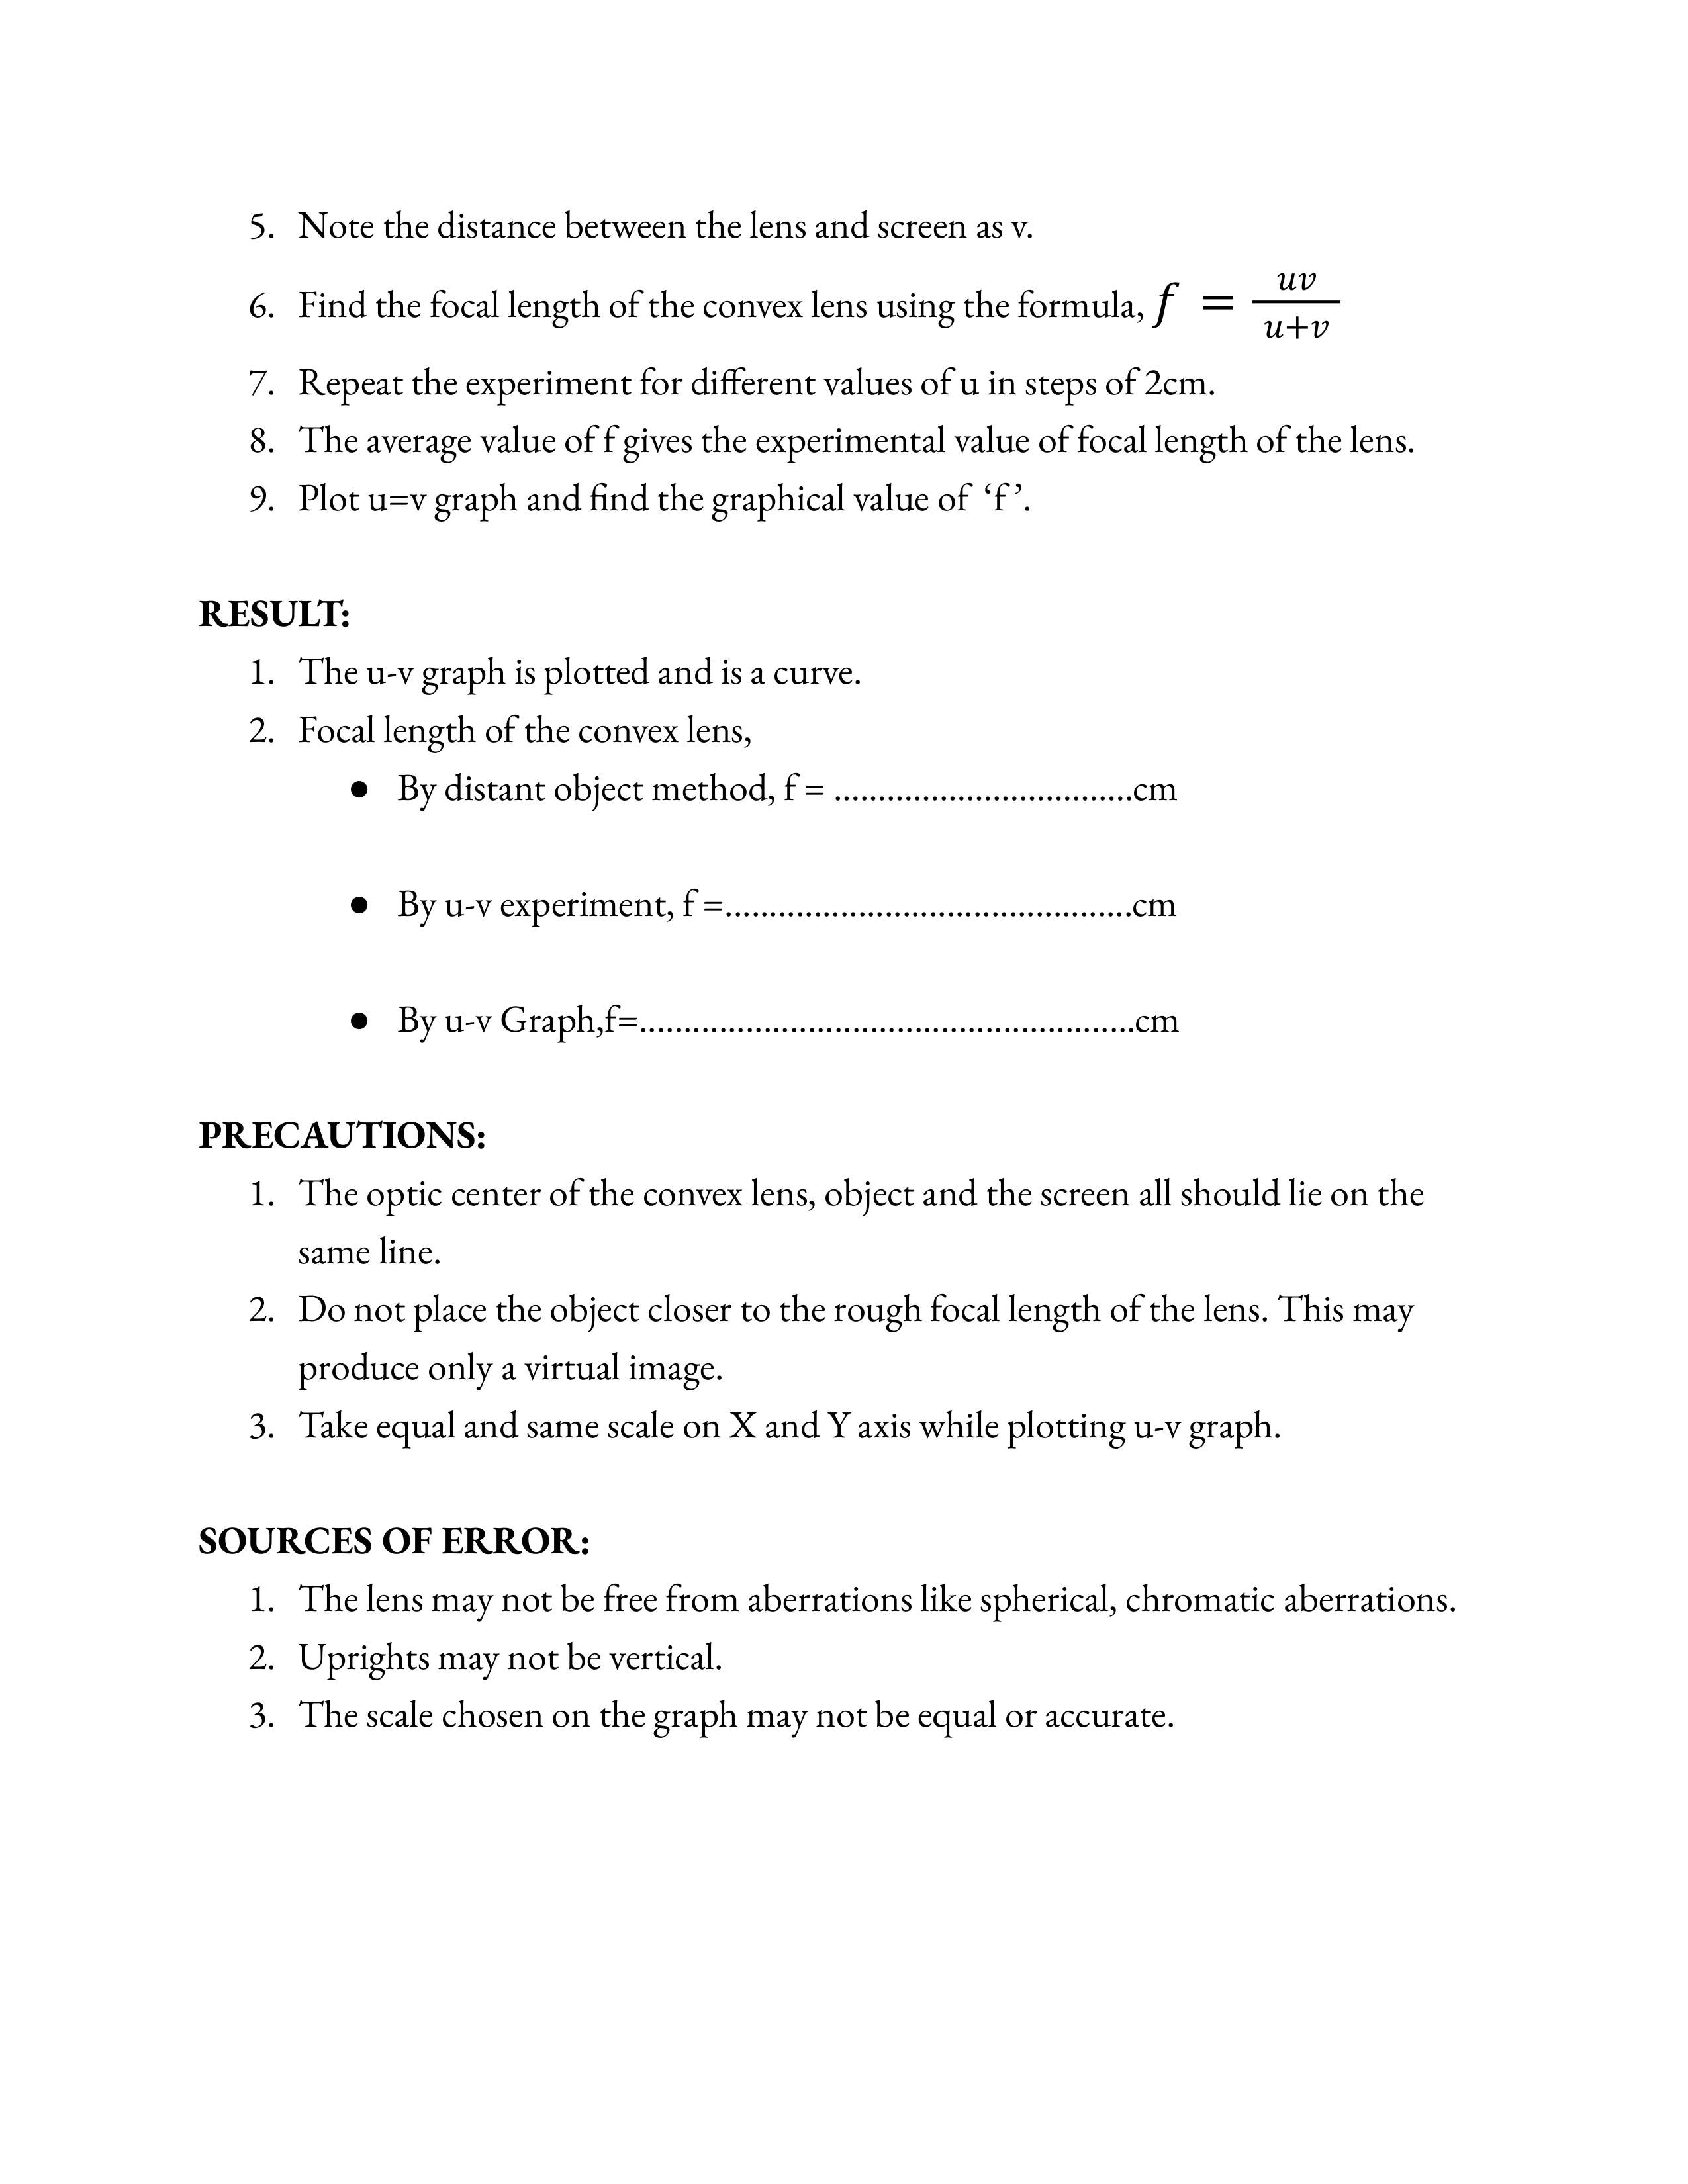 5. Note the distance between the lens and screen as v.
6. Find the focal length of the convex lens using the formula, f = uv/u+v
7. Repeat the experiment for different values of u in steps of 2cm.
8. The average value of f gives the experimental value of focal length of the lens.
9. Plot u=v graph and find the graphical value of ‘f’.
RESULT:
1. The u-v graph is plotted and is a curve.
2. Focal length of the convex lens,
● By distant object method, f = ..................................cm
● By u-v experiment, f =..............................................cm
● By u-v Graph,f=........................................................cm
PRECAUTIONS:
1. The optic center of the convex lens, object and the screen all should lie on the
same line.
2. Do not place the object closer to the rough focal length of the lens. This may
produce only a virtual image.
3. Take equal and same scale on X and Y axis while plotting u-v graph.
SOURCES OF ERROR:
1. The lens may not be free from aberrations like spherical, chromatic aberrations.
2. Uprights may not be vertical.
3. The scale chosen on the graph may not be equal or accurate.